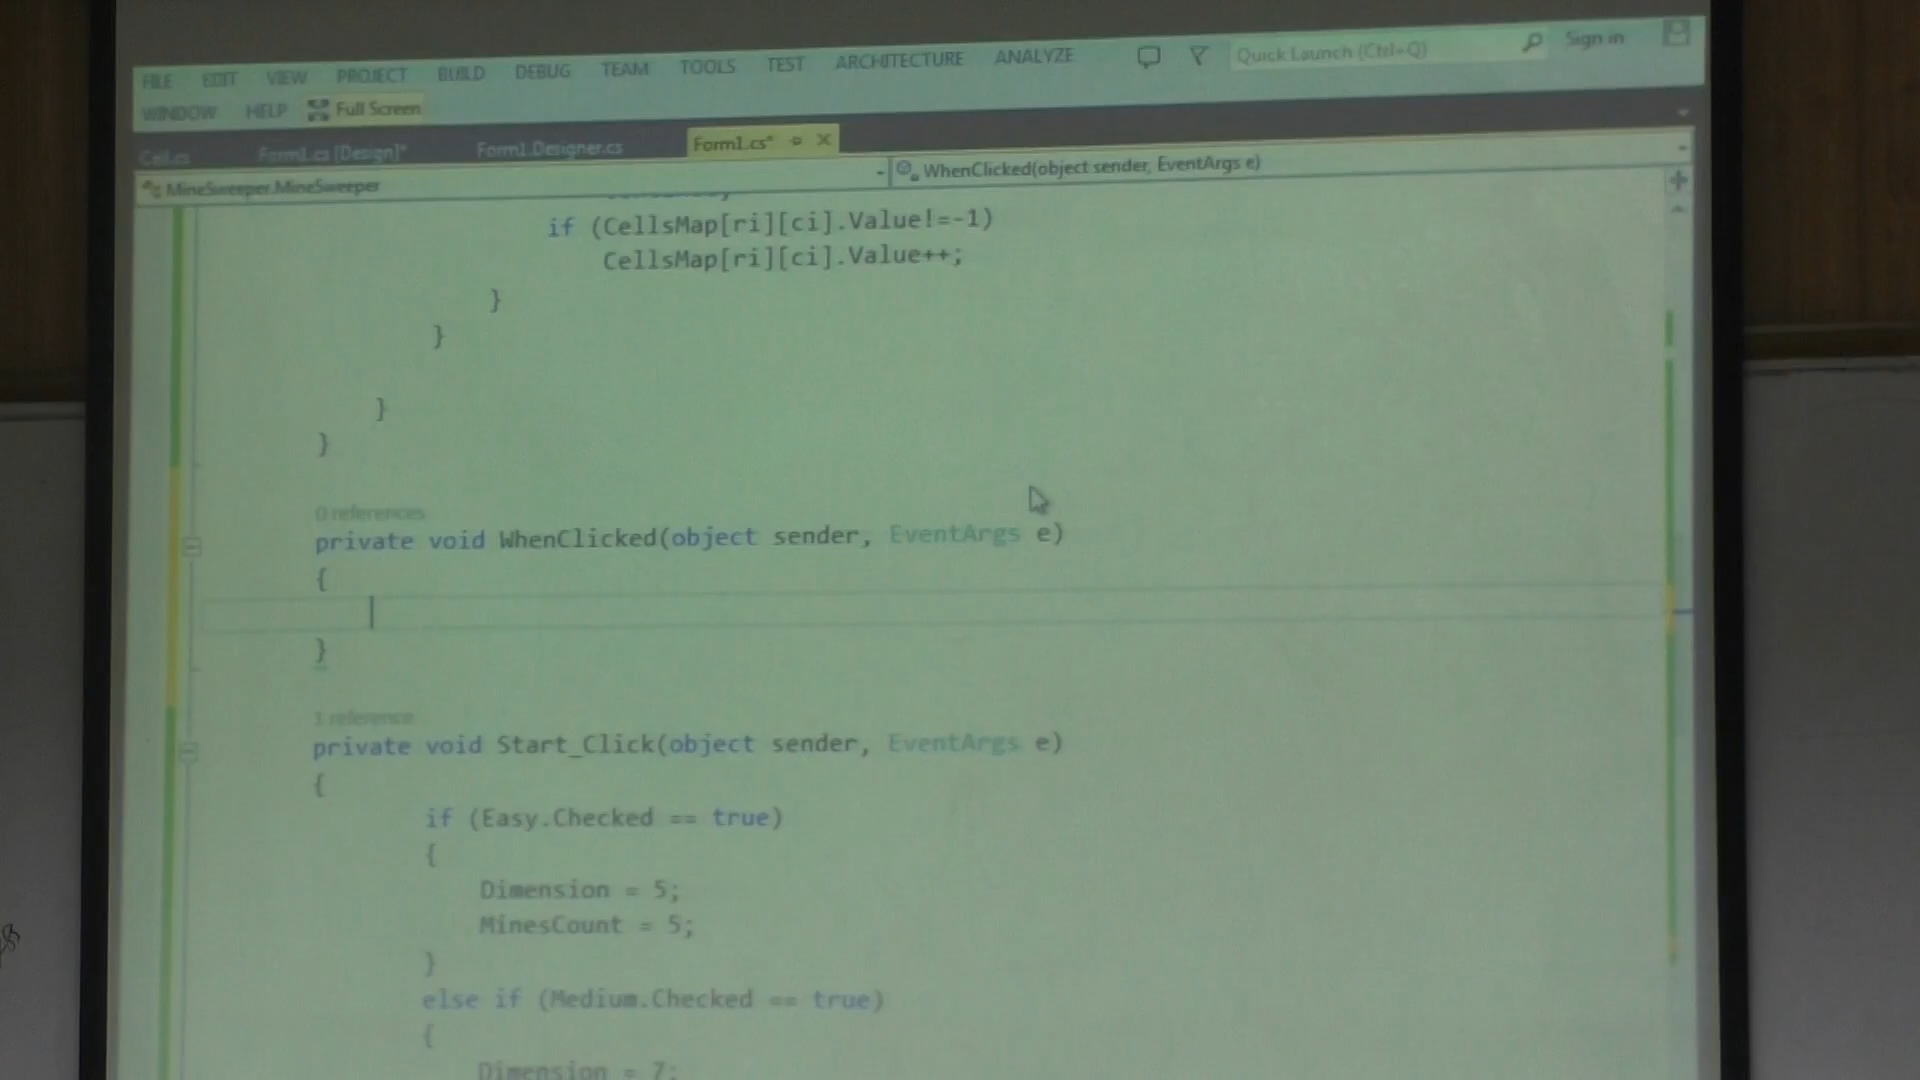 FILE EDIT VIEW PROJECT BUILD DEBUG TEAM TOOLS TEST ARCHITECTURE ANALYZE Quick Launch (Ctrl+Q) Sign in
WINDOW HELP Full Screen
Cell.cs Form1.cs [Design]* Form1.Designer.cs Form1.cs*
MineSweeper.MineSweeper WhenClicked(object sender, EventArgs e)
if (CellsMap[ri][ci].Value!=-1)
CellsMap[ri][ci].Value++;
}
}
}
}
0 references
private void WhenClicked(object sender, EventArgs e)
{
}
1 reference
private void Start_Click(object sender, EventArgs e)
{
if (Easy.Checked == true)
{
Dimension = 5;
MinesCount = 5;
}
else if (Medium.Checked == true)
{
Dimension = 7;